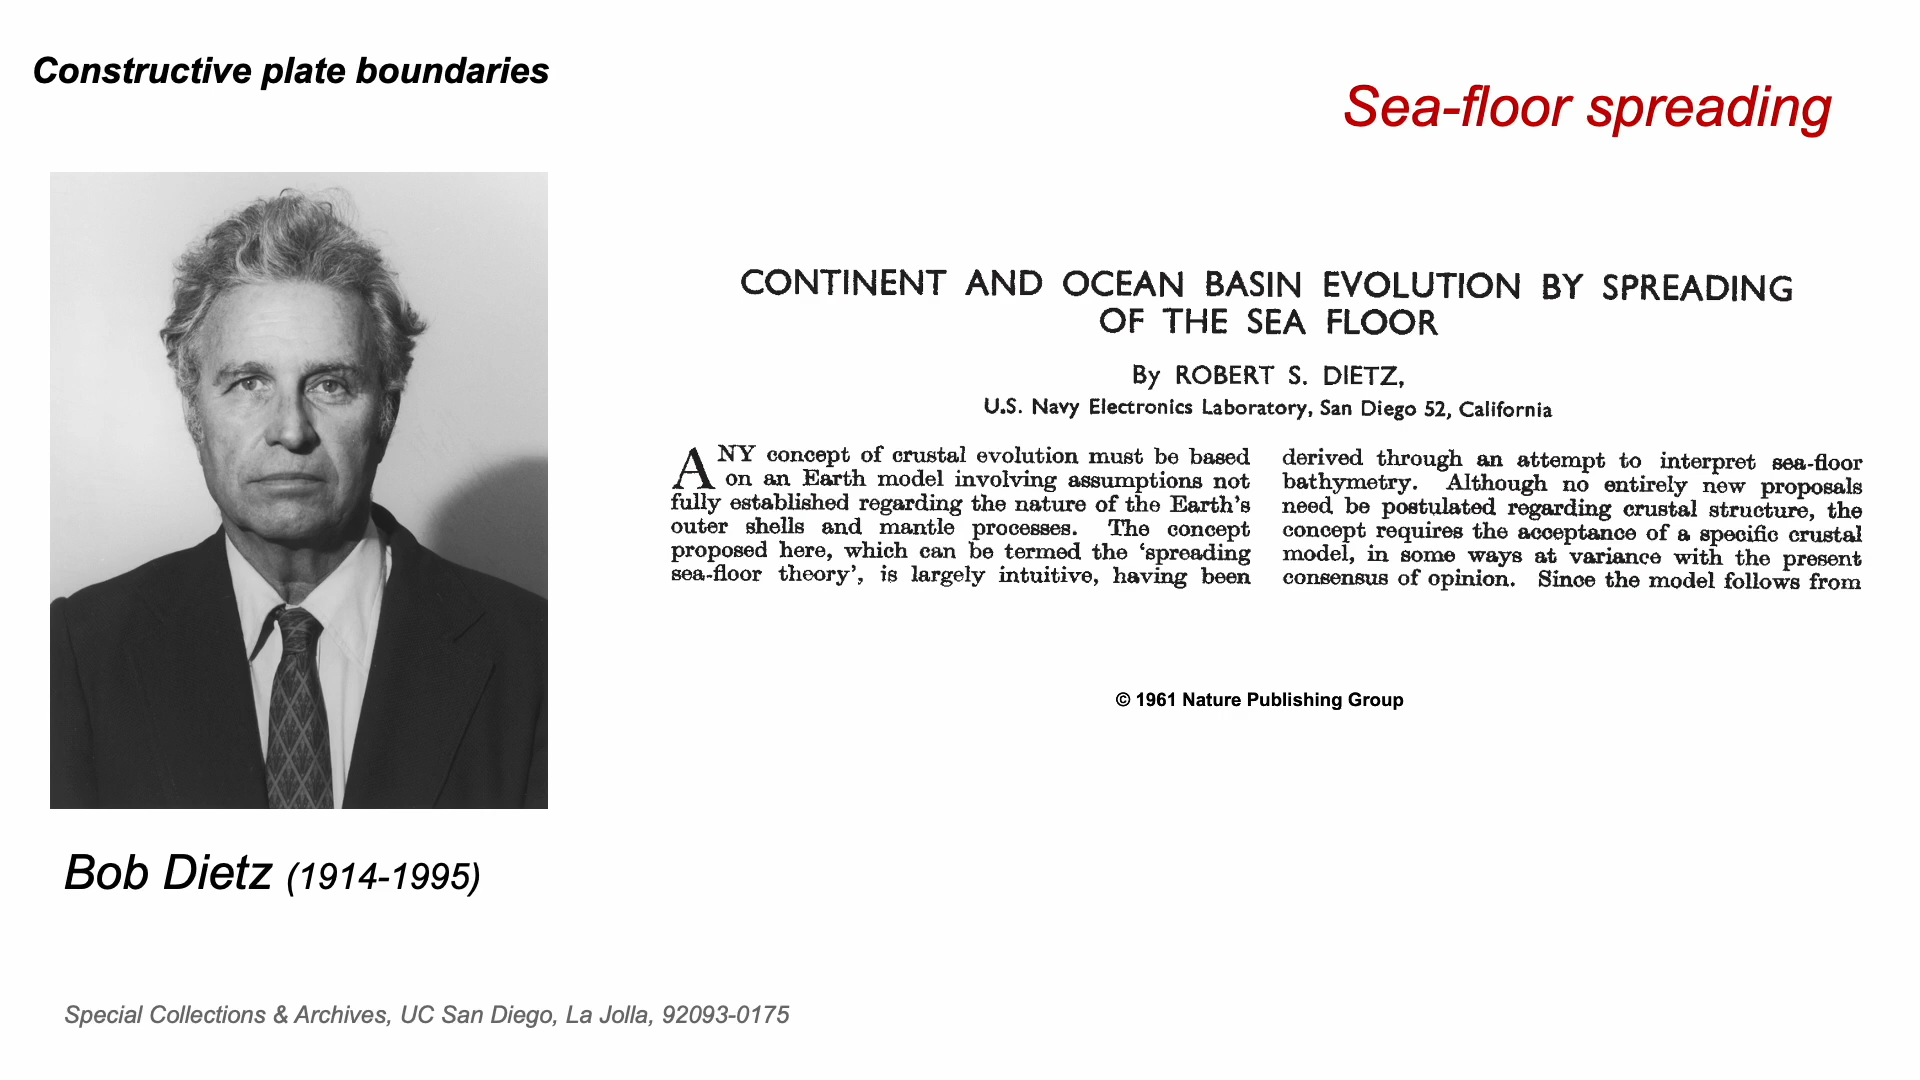 Constructive plate boundaries
Sea-floor spreading
CONTINENT AND OCEAN BASIN EVOLUTION BY SPREADING
OF THE SEA FLOOR
By ROBERT S. DIETZ,
U.S. Navy Electronics Laboratory, San Diego 52, California
ANY concept of crustal evolution must be based
on an Earth model involving assumptions not
fully established regarding the nature of the Earth's
outer shells and mantle processes. The concept
proposed here, which can be termed the 'spreading
sea-floor theory', is largely intuitive, having been
derived through an attempt to interpret sea-floor
bathymetry. Although no entirely new proposals
need be postulated regarding crustal structure, the
concept requires the acceptance of a specific crustal
model, in some ways at variance with the present
consensus of opinion. Since the model follows from
© 1961 Nature Publishing Group
Bob Dietz (1914-1995)
Special Collections & Archives, UC San Diego, La Jolla, 92093-0175